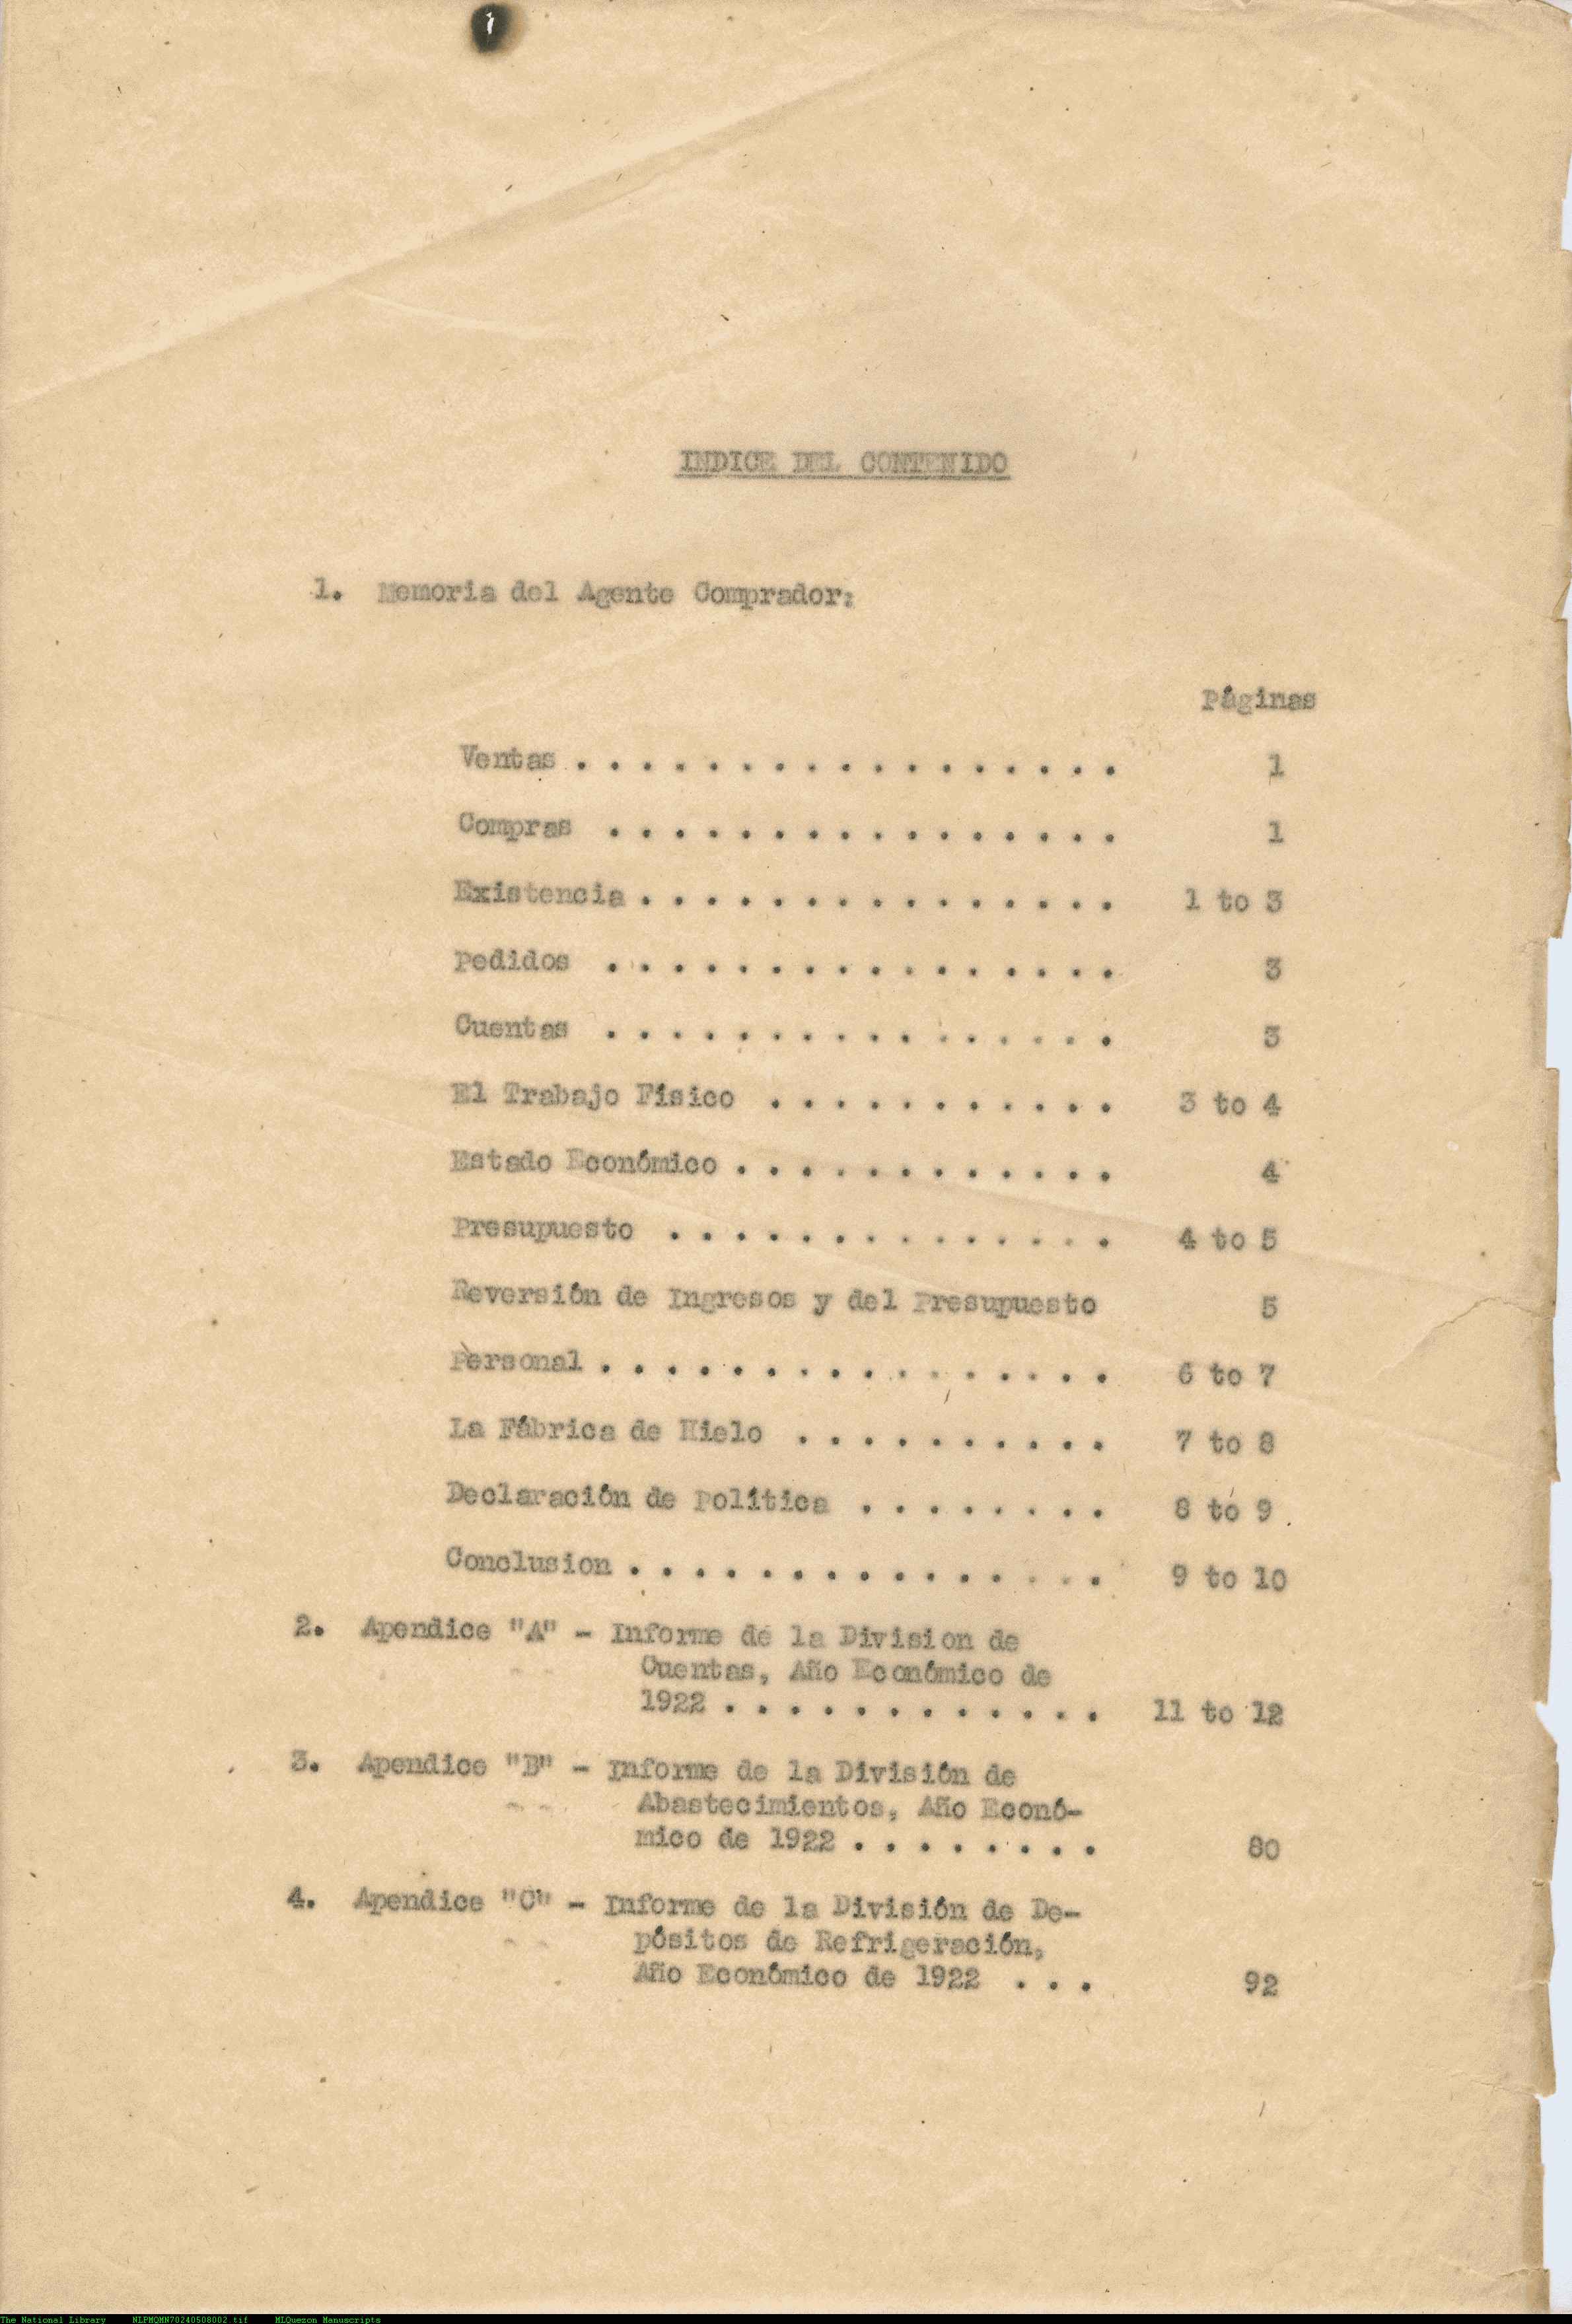 INDICE DEL CONTENIDO
1. Memoria del Agente Comprador:
Páginas
Ventas . . . . . . . . . . . . . . . . . 1
Compras . . . . . . . . . . . . . . . . 1
Existencia . . . . . . . . . . . . . . . 1 to 3
Pedidos . . . . . . . . . . . . . . . . 3
Cuentas . . . . . . . . . . . . . . . . 3
El Trabajo Físico . . . . . . . . . . . 3 to 4
Estado Económico . . . . . . . . . . . . 4
Presupuesto . . . . . . . . . . . . . . 4 to 5
Reversión de Ingresos y del Presupuesto 5
Personal . . . . . . . . . . . . . . . . 6 to 7
La Fábrica de Hielo . . . . . . . . . . 7 to 8
Declaración de Política . . . . . . . . 8 to 9
Conclusion . . . . . . . . . . . . . . . 9 to 10
2. Apendice "A" - Informe de la Division de
Cuentas, Año Económico de
1922 . . . . . . . . . . . . 11 to 12
3. Apendice "B" - Informe de la División de
Abastecimientos, Año Econó-
mico de 1922 . . . . . . . . 80
4. Apendice "C" - Informe de la División de De-
pósitos de Refrigeración,
Año Económico de 1922 . . . 92
The National Library NLPMQMN70240508002.tif MLQuezon Manuscripts